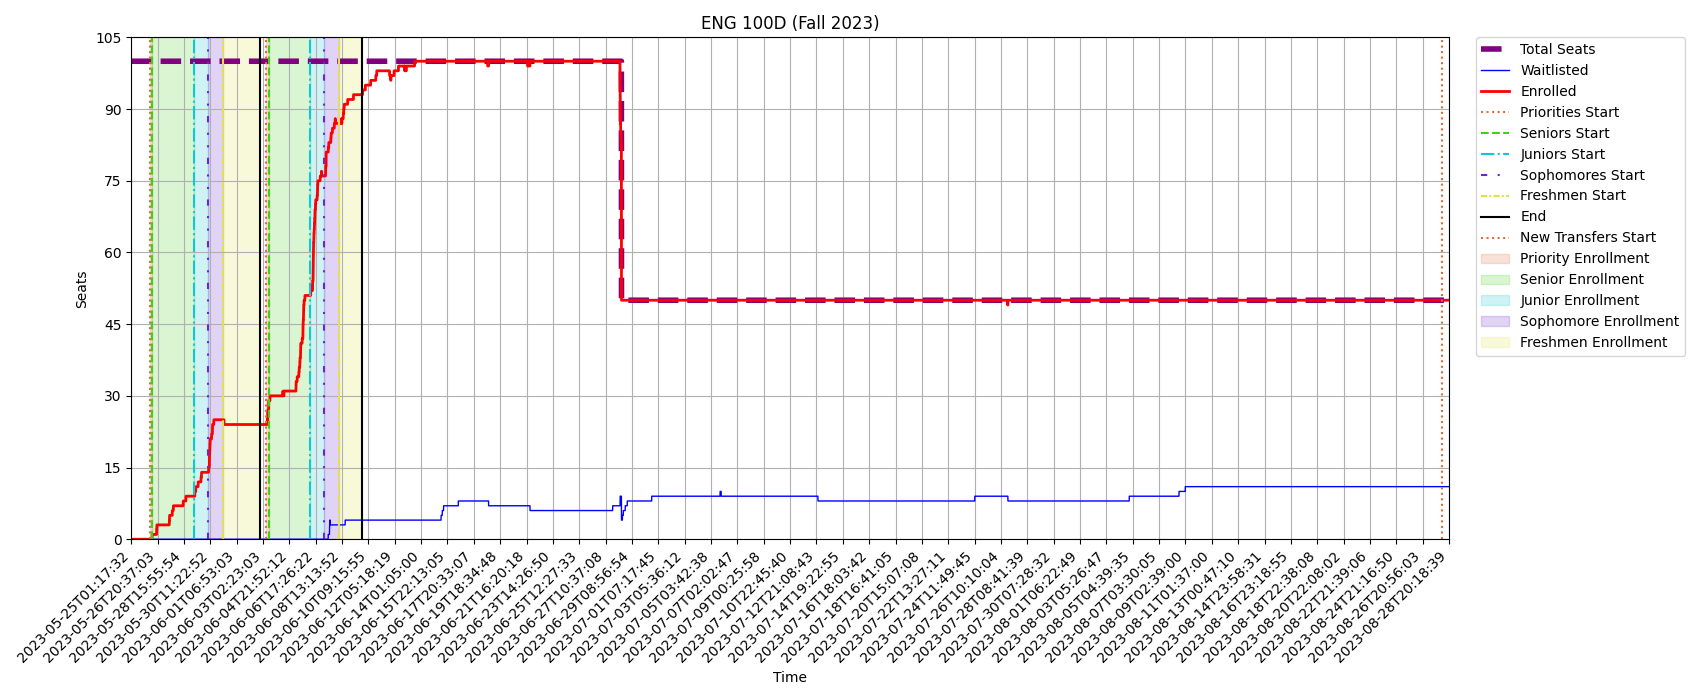 ENG 100D (Fall 2023)
105
90
75
60
45
30
15
0
Seats
2023-05-25T01:17:32
2023-05-26T20:37:03
2023-05-28T15:55:54
2023-05-30T11:22:52
2023-06-01T06:53:03
2023-06-03T02:23:03
2023-06-04T21:52:12
2023-06-06T17:26:22
2023-06-08T13:13:52
2023-06-10T09:15:55
2023-06-12T05:18:19
2023-06-14T01:05:00
2023-06-15T22:13:05
2023-06-17T20:33:07
2023-06-19T18:34:48
2023-06-21T16:20:18
2023-06-23T14:26:50
2023-06-25T12:27:33
2023-06-27T10:37:08
2023-06-29T08:56:54
2023-07-01T07:17:45
2023-07-03T05:36:12
2023-07-05T03:42:38
2023-07-07T02:02:47
2023-07-09T00:25:58
2023-07-10T22:45:40
2023-07-12T21:08:43
2023-07-14T19:22:55
2023-07-16T18:03:42
2023-07-18T16:41:05
2023-07-20T15:07:08
2023-07-22T13:27:11
2023-07-24T11:49:45
2023-07-26T10:10:04
2023-07-28T08:41:39
2023-07-30T07:28:32
2023-08-01T06:22:49
2023-08-03T05:26:47
2023-08-05T04:39:35
2023-08-07T03:30:05
2023-08-09T02:39:00
2023-08-11T01:37:00
2023-08-13T00:47:10
2023-08-14T23:58:31
2023-08-16T23:18:55
2023-08-18T22:38:08
2023-08-20T22:08:02
2023-08-22T21:39:06
2023-08-24T21:16:50
2023-08-26T20:56:03
2023-08-28T20:18:39
Time
Total Seats
Waitlisted
Enrolled
Priorities Start
Seniors Start
Juniors Start
Sophomores Start
Freshmen Start
End
New Transfers Start
Priority Enrollment
Senior Enrollment
Junior Enrollment
Sophomore Enrollment
Freshmen Enrollment